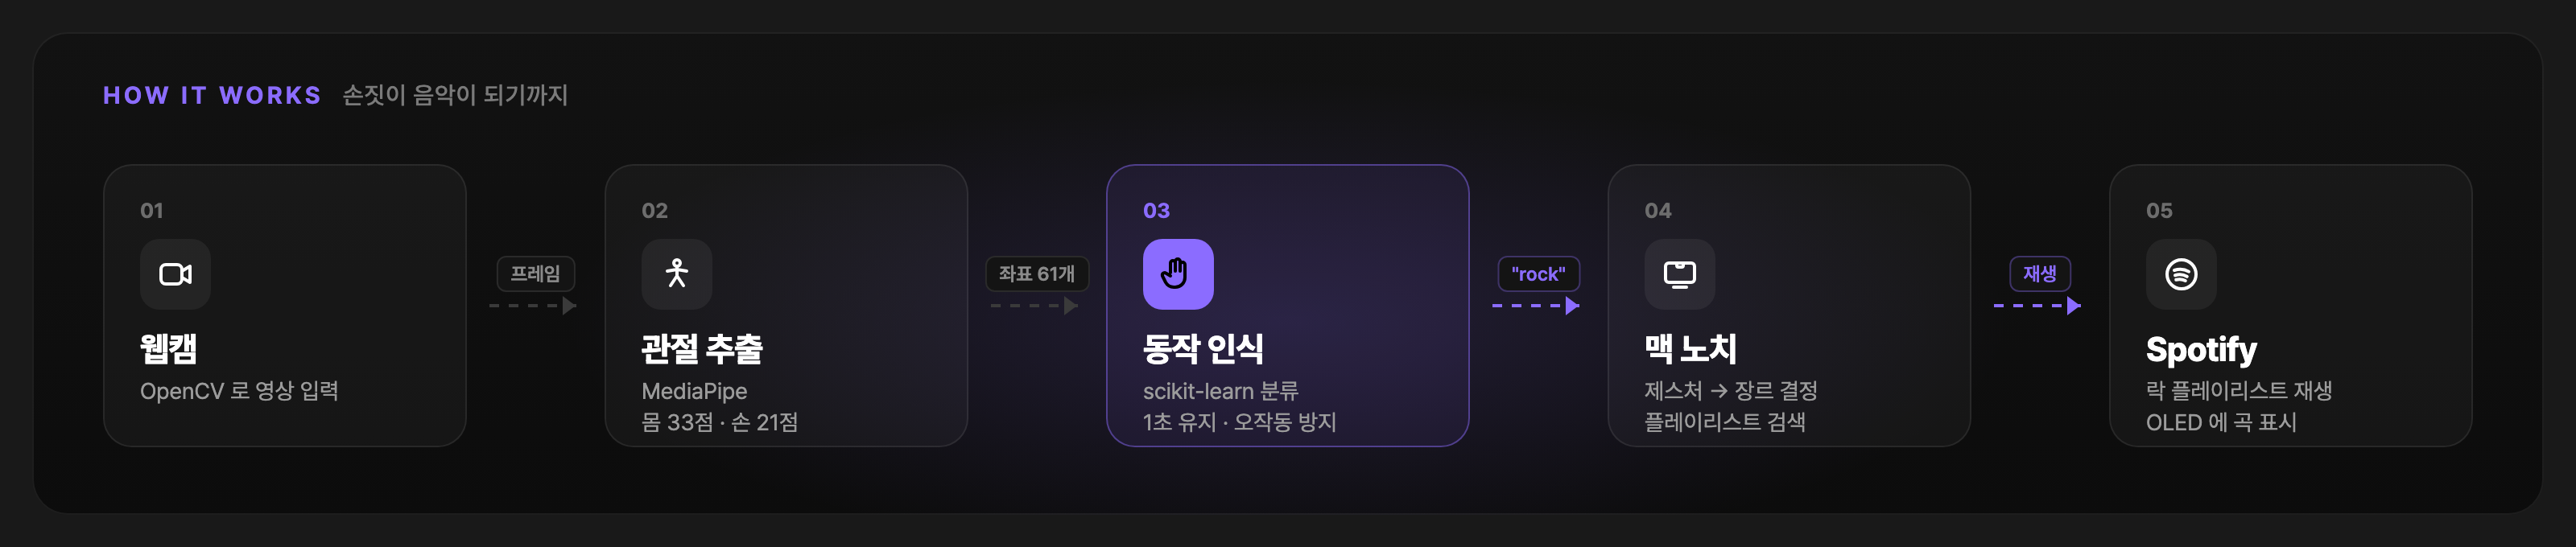 HOW IT WORKS 손짓이 음악이 되기까지
01
웹캠
OpenCV 로 영상 입력
프레임
02
관절 추출
MediaPipe
몸 33점 · 손 21점
좌표 61개
03
동작 인식
scikit-learn 분류
1초 유지 · 오작동 방지
"rock"
04
맥 노치
제스처 → 장르 결정
플레이리스트 검색
재생
05
Spotify
락 플레이리스트 재생
OLED 에 곡 표시